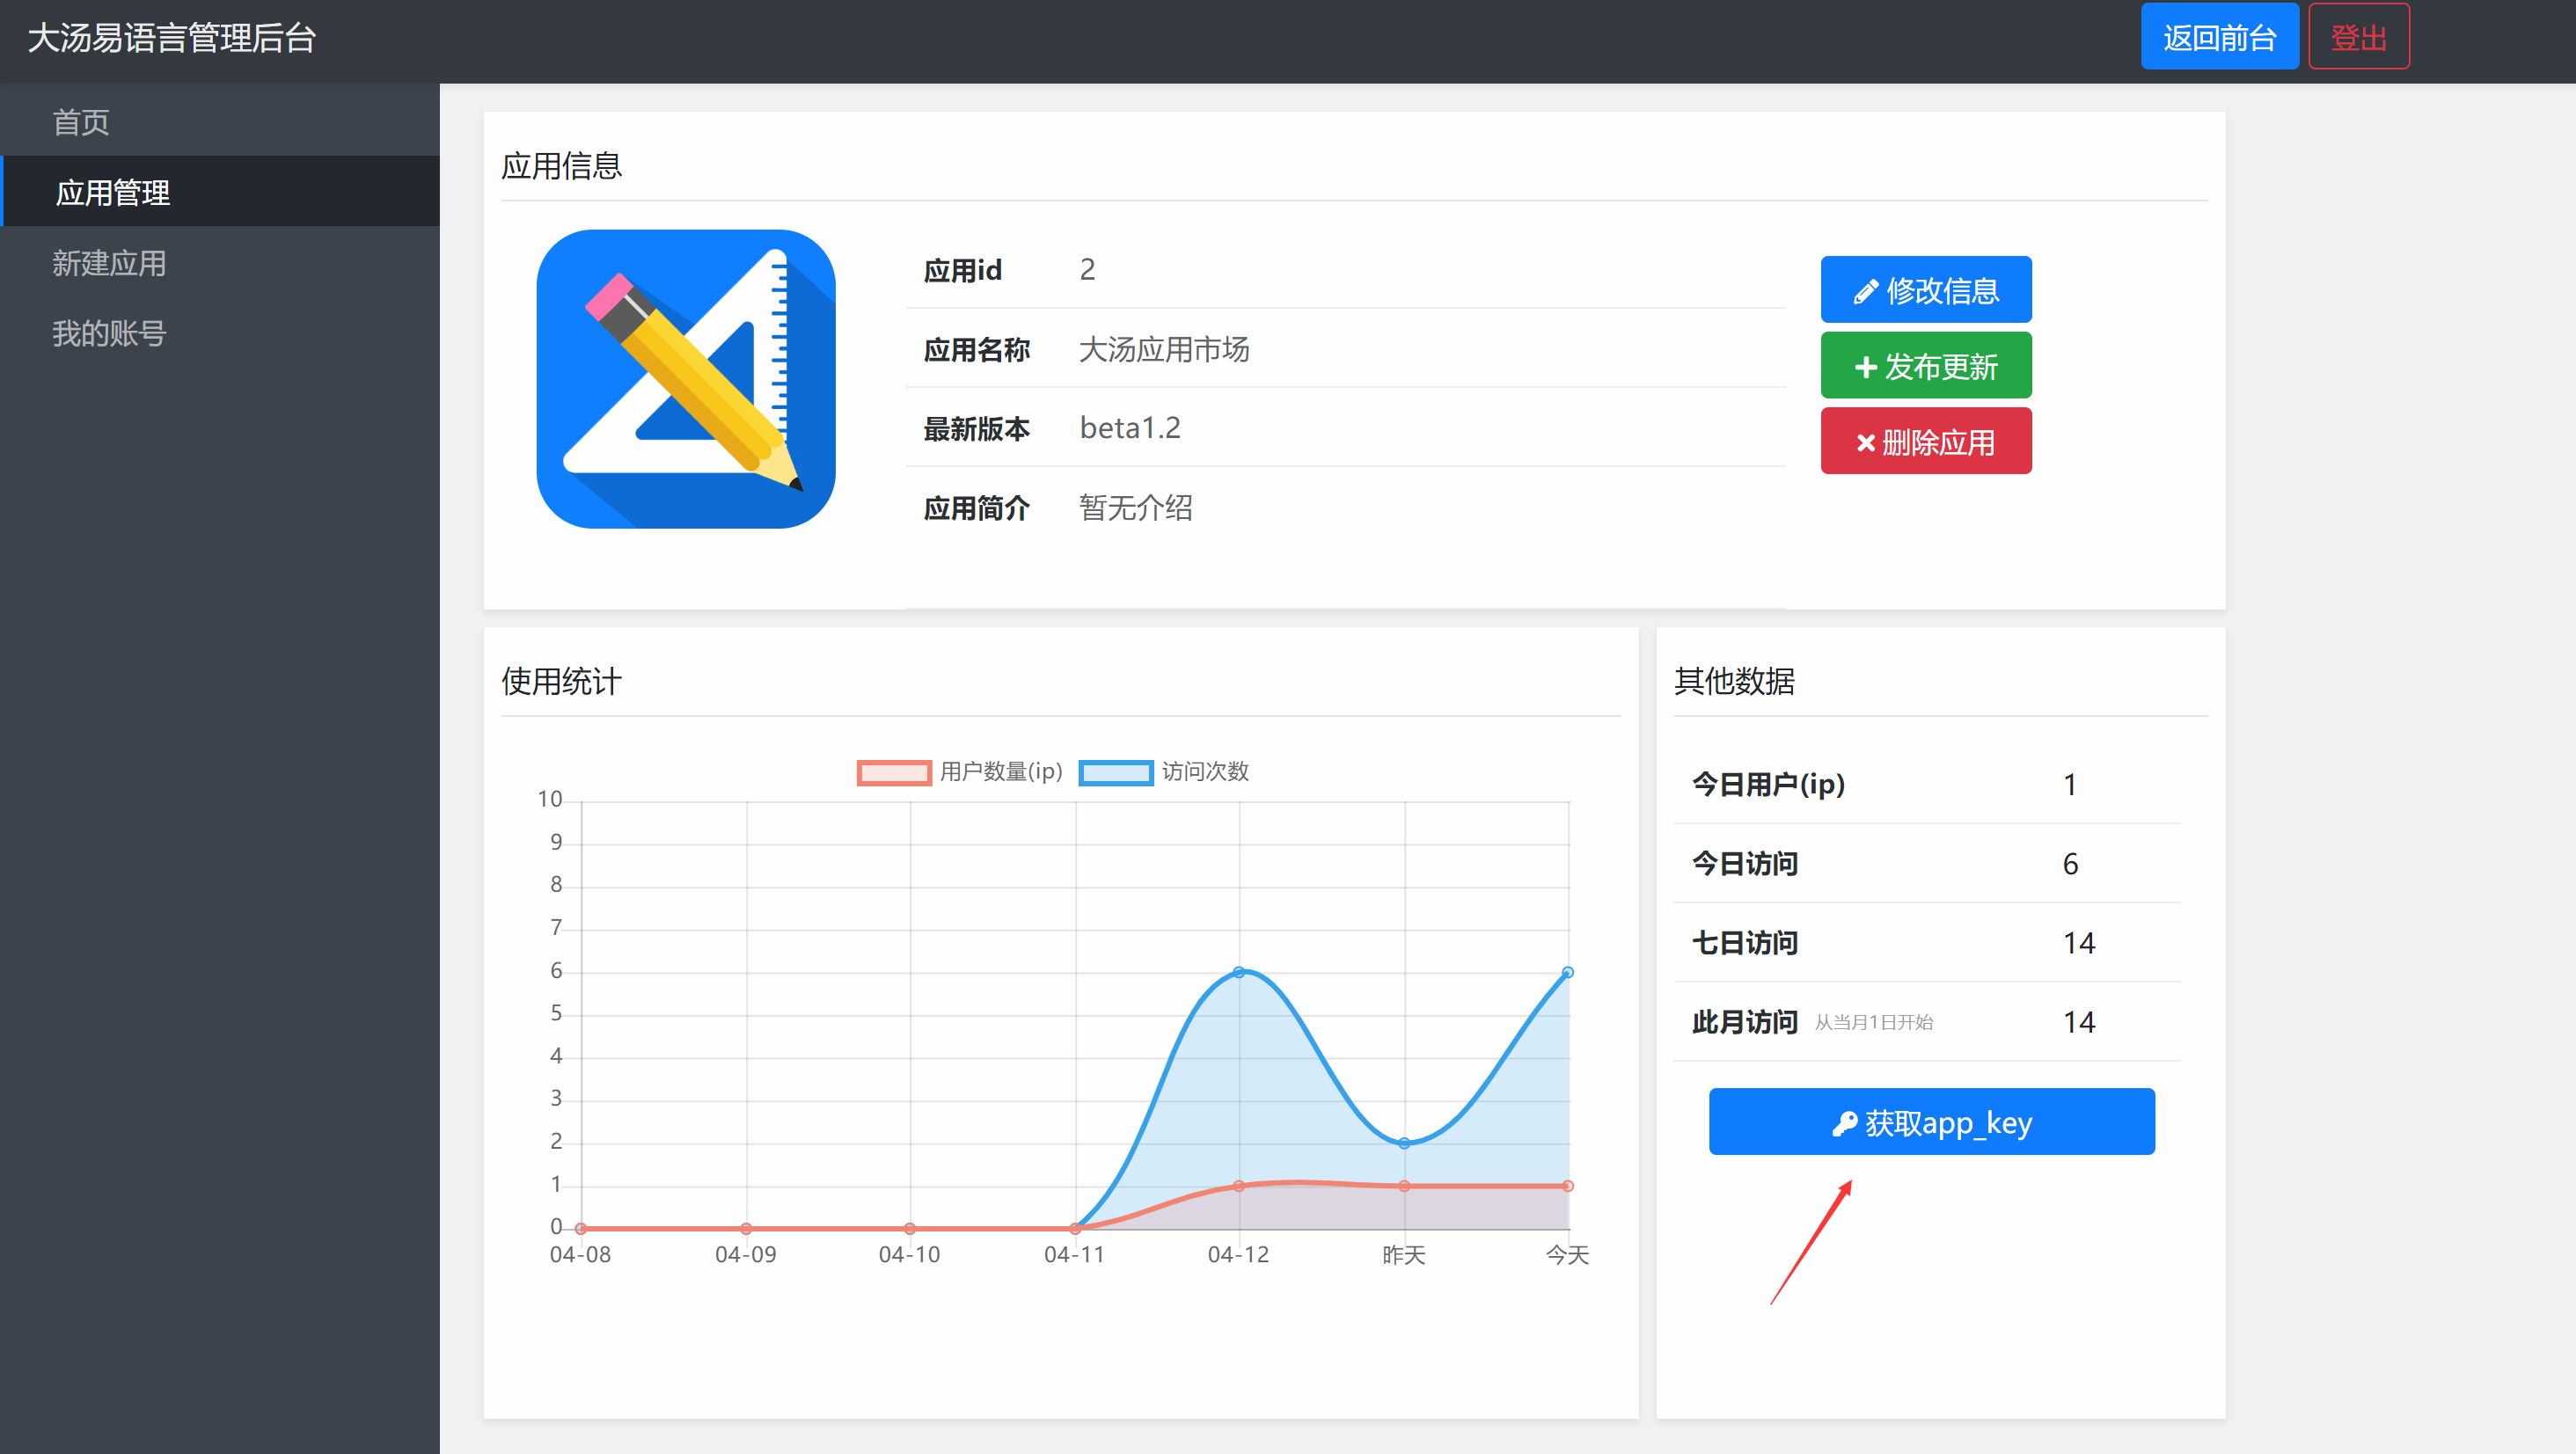 大汤易语言管理后台
返回前台 登出
首页
应用管理
新建应用
我的账号
应用信息
应用id 2
应用名称 大汤应用市场
最新版本 beta1.2
应用简介 暂无介绍
修改信息
发布更新
删除应用
使用统计
用户数量(ip) 访问次数
10
9
8
7
6
5
4
3
2
1
0
04-08 04-09 04-10 04-11 04-12 昨天 今天
其他数据
今日用户(ip) 1
今日访问 6
七日访问 14
此月访问 从当月1日开始 14
获取app_key